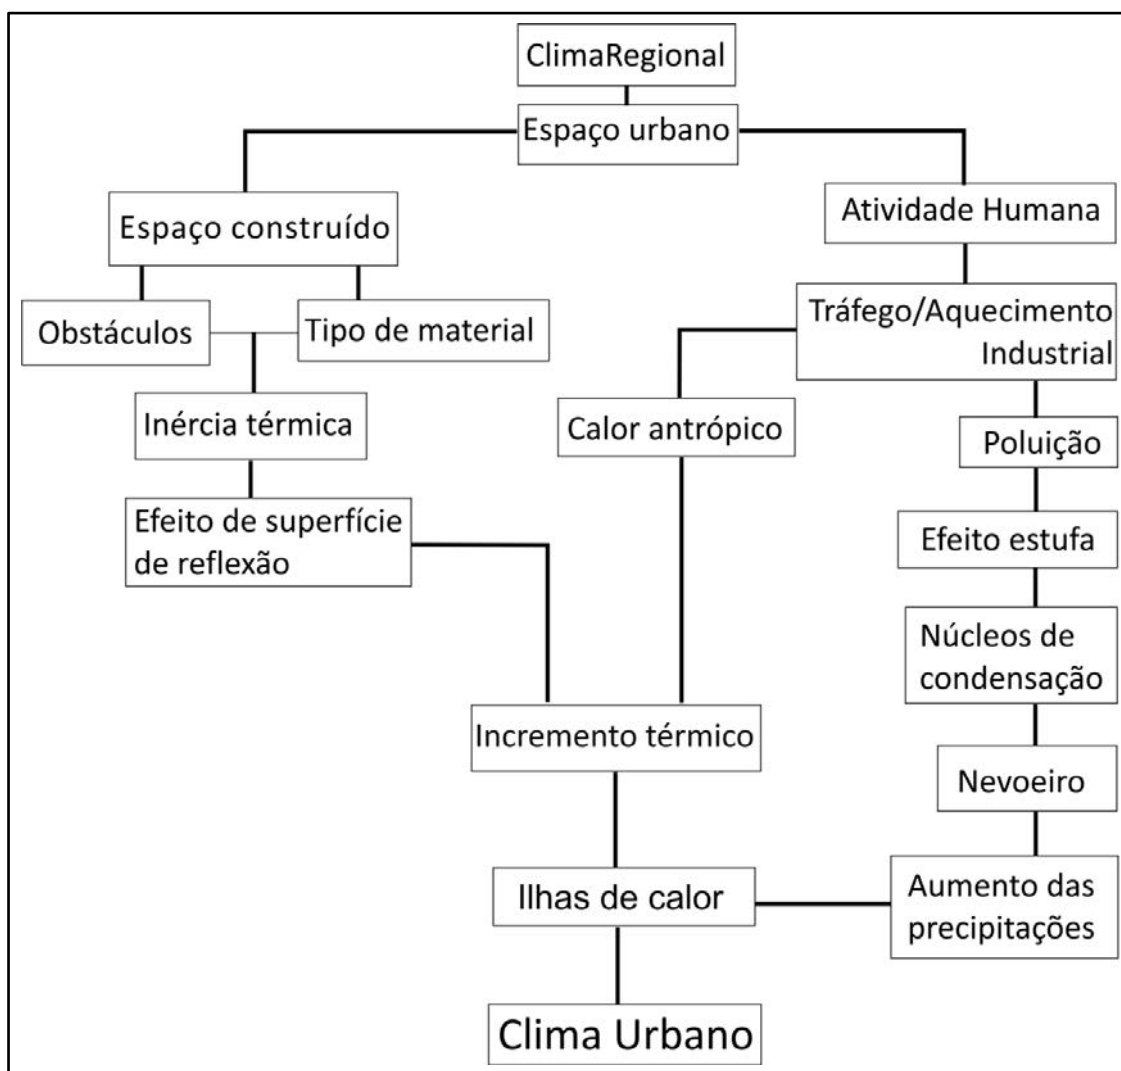 ClimaRegional
Espaço urbano
Espaço construído
Atividade Humana
Obstáculos
Tipo de material
Tráfego/Aquecimento
Industrial
Inércia térmica
Calor antrópico
Poluição
Efeito de superfície
de reflexão
Efeito estufa
Núcleos de
condensação
Incremento térmico
Nevoeiro
Ilhas de calor
Aumento das
precipitações
Clima Urbano